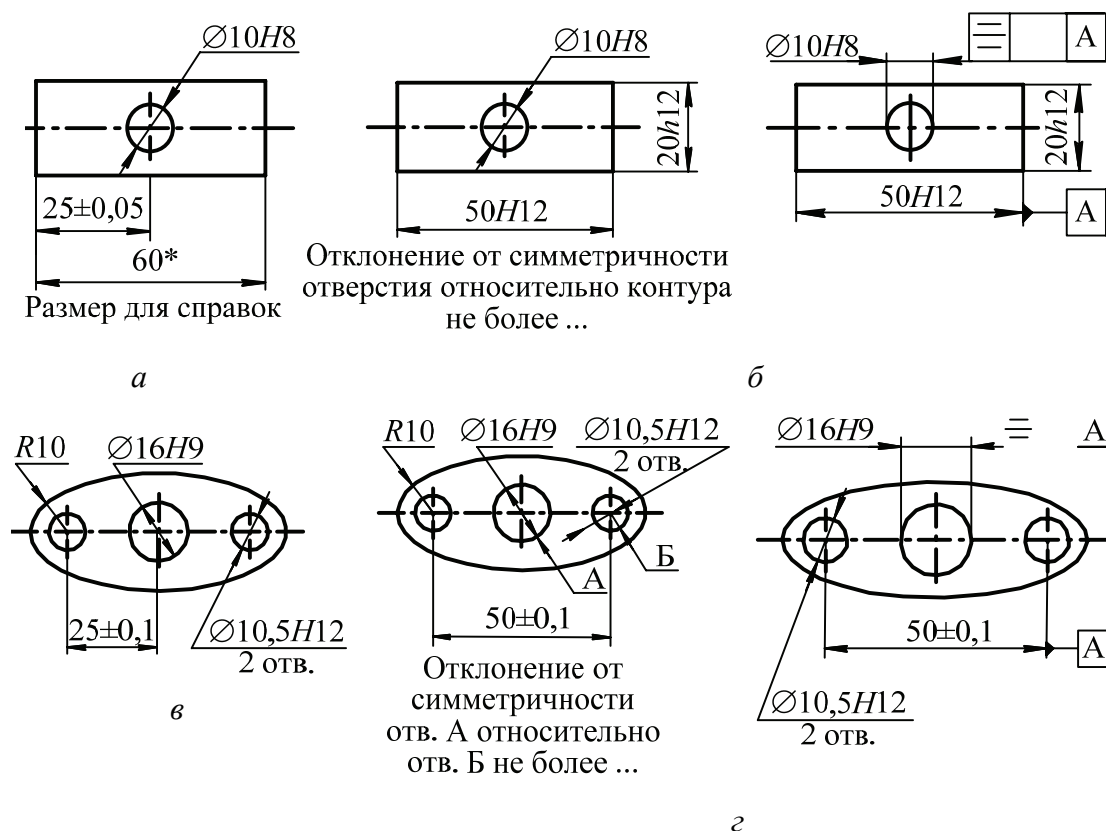 ∅10H8
25±0,05
60*
Размер для справок
∅10H8
20h12
50H12
Отклонение от симметричности
отверстия относительно контура
не более ...
∅10H8
A
20h12
50H12
A
а
б
R10
∅16H9
25±0,1
∅10,5H12
2 отв.
в
R10
∅16H9
∅10,5H12
2 отв.
Б
А
50±0,1
Отклонение от
симметричности
отв. А относительно
отв. Б не более ...
∅16H9
А
50±0,1
А
∅10,5H12
2 отв.
г